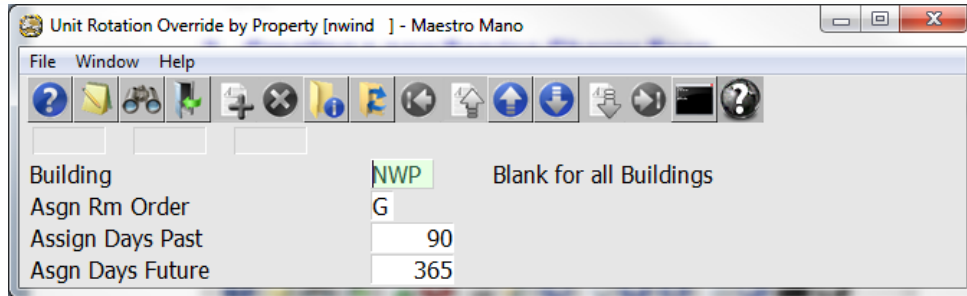 Unit Rotation Override by Property [nwind ] - Maestro Mano
File Window Help
Building NWP Blank for all Buildings
Asgn Rm Order G
Assign Days Past 90
Asgn Days Future 365